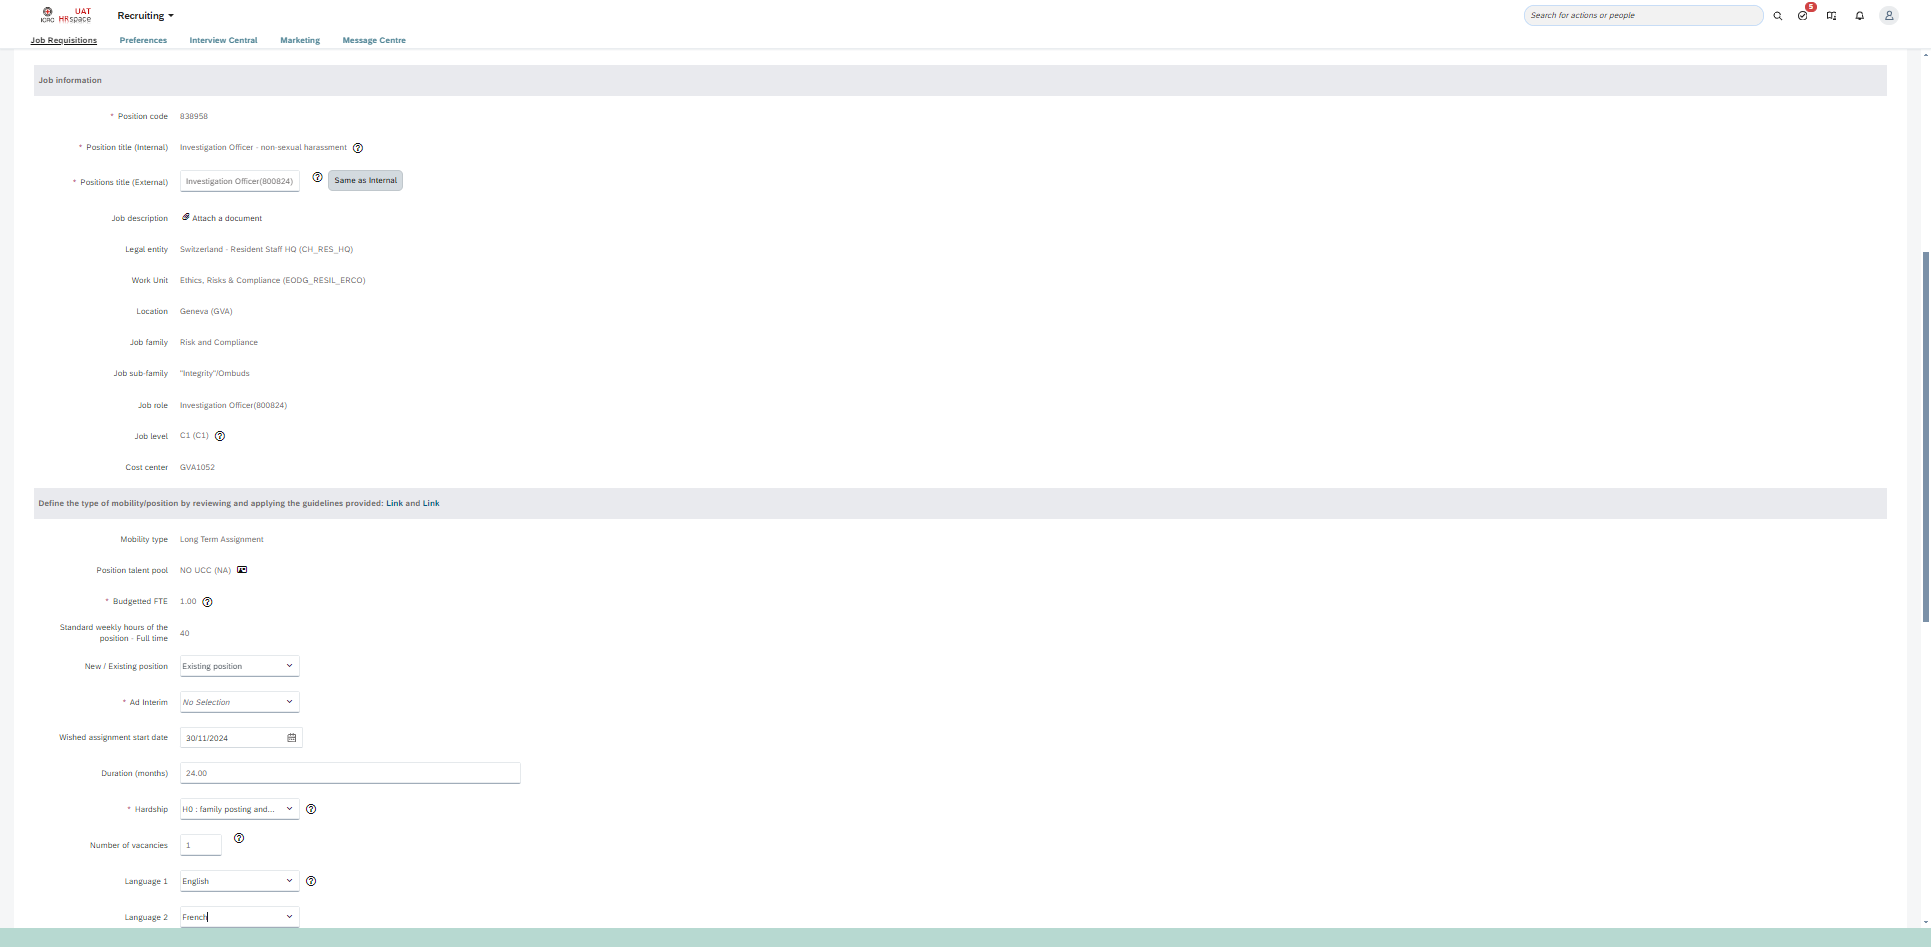 UAT
ICRC HRspace
Recruiting
Search for actions or people
5
Job Requisitions
Preferences
Interview Central
Marketing
Message Centre
Job information
* Position code 838958
* Position title (Internal) Investigation Officer - non-sexual harassment
* Positions title (External) Investigation Officer(800824) Same as Internal
Job description Attach a document
Legal entity Switzerland - Resident Staff HQ (CH_RES_HQ)
Work Unit Ethics, Risks & Compliance (EODG_RESIL_ERCO)
Location Geneva (GVA)
Job family Risk and Compliance
Job sub-family "Integrity"/Ombuds
Job role Investigation Officer(800824)
Job level C1 (C1)
Cost center GVA1052
Define the type of mobility/position by reviewing and applying the guidelines provided: Link and Link
Mobility type Long Term Assignment
Position talent pool NO UCC (NA)
* Budgetted FTE 1.00
Standard weekly hours of the
position - Full time 40
New / Existing position Existing position
* Ad Interim No Selection
Wished assignment start date 30/11/2024
Duration (months) 24.00
* Hardship H0 : family posting and...
Number of vacancies 1
Language 1 English
Language 2 French